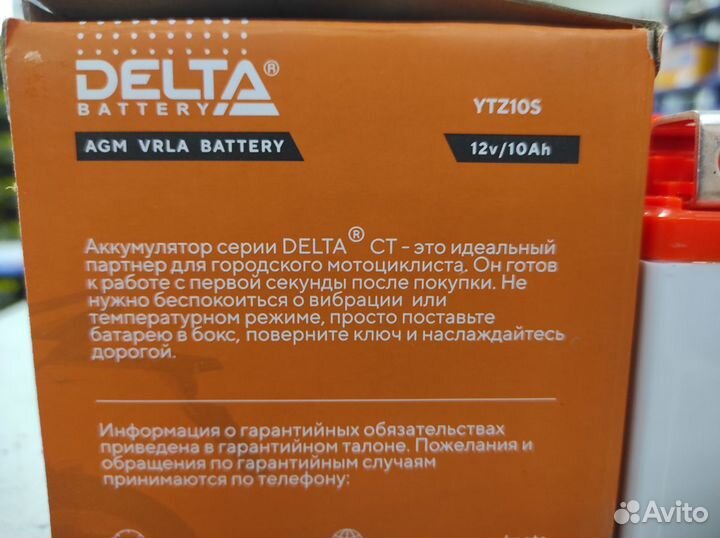 DELTA®
BATTERY
YTZ10S
AGM VRLA BATTERY
12v/10Ah
Аккумулятор серии DELTA® CT – это идеальный
партнер для городского мотоциклиста. Он готов
к работе с первой секунды после покупки. Не
нужно беспокоиться о вибрации или
температурном режиме, просто поставьте
батарею в бокс, поверните ключ и наслаждайтесь
дорогой.
Информация о гарантийных обязательствах
приведена в гарантийном талоне. Пожелания и
обращения по гарантийным случаям
принимаются по телефону:
Avito